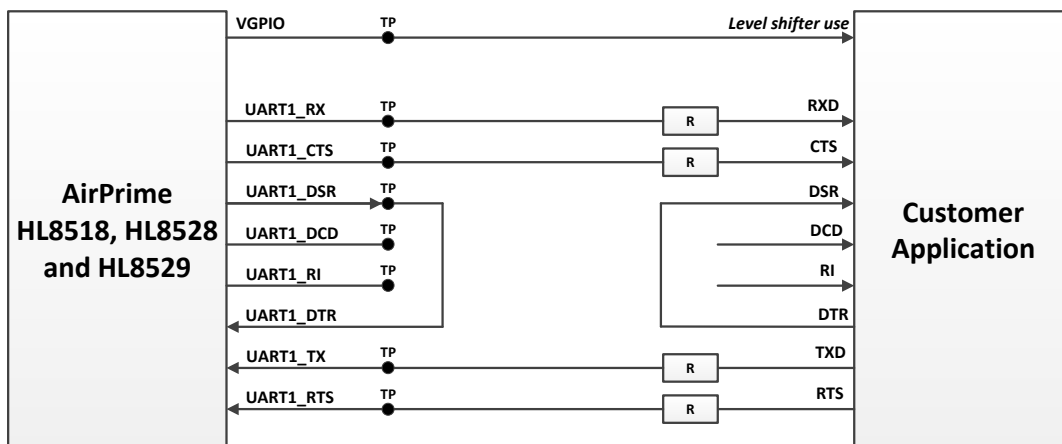 VGPIO TP Level shifter use
UART1_RX TP R RXD
UART1_CTS TP R CTS
UART1_DSR TP DSR
AirPrime
HL8518, HL8528
and HL8529
UART1_DCD TP DCD
Customer
Application
UART1_RI TP RI
UART1_DTR DTR
UART1_TX TP R TXD
UART1_RTS TP R RTS